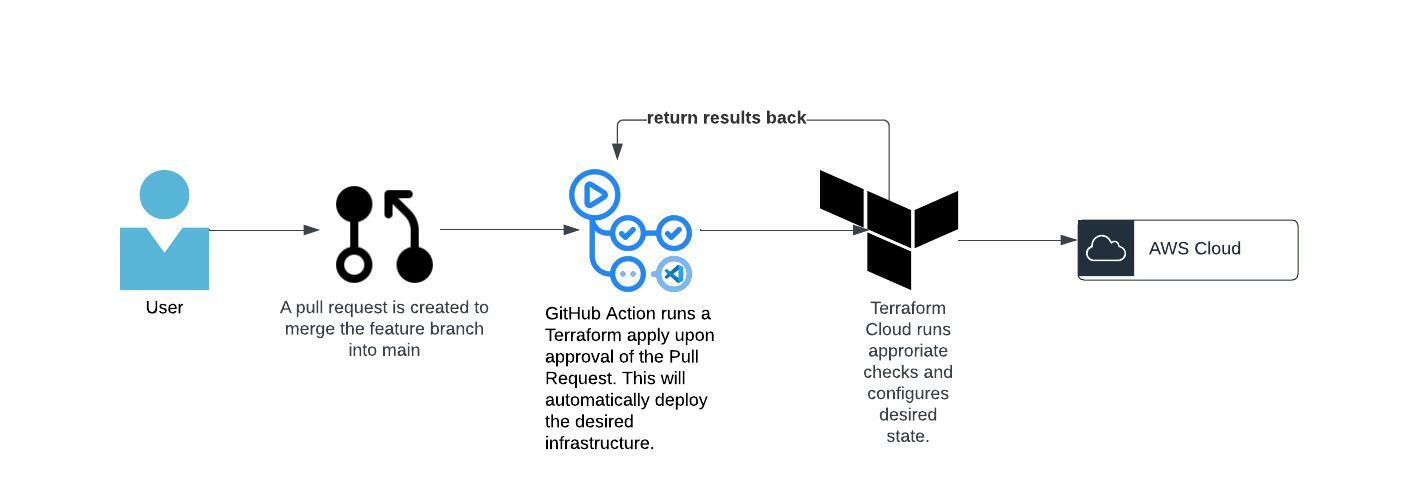 return results back
User
A pull request is created to
merge the feature branch
into main
GitHub Action runs a
Terraform apply upon
approval of the Pull
Request. This will
automatically deploy
the desired
infrastructure.
Terraform
Cloud runs
approriate
checks and
configures
desired
state.
AWS Cloud